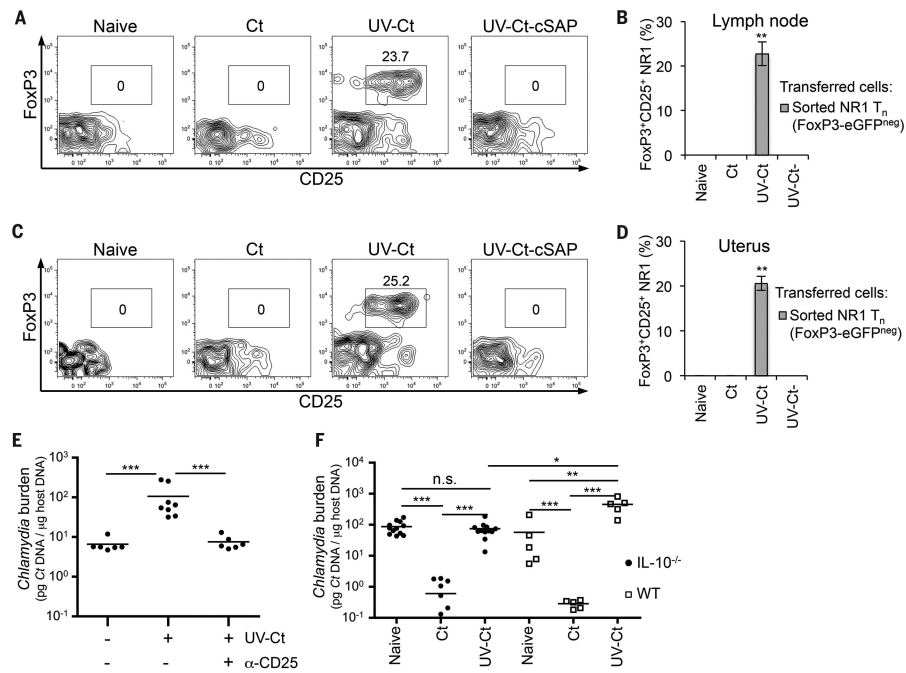 A
Naive
Ct
UV-Ct
UV-Ct-cSAP
FoxP3
0
0
23.7
0
CD25
B
Lymph node
FoxP3+CD25+ NR1 (%)
30
20
10
0
**
Naive
Ct
UV-Ct
UV-Ct-
Transferred cells:
Sorted NR1 Tn
(FoxP3-eGFPneg)
C
Naive
Ct
UV-Ct
UV-Ct-cSAP
FoxP3
0
0
25.2
0
CD25
D
Uterus
FoxP3+CD25+ NR1 (%)
30
20
10
0
**
Naive
Ct
UV-Ct
UV-Ct-
Transferred cells:
Sorted NR1 Tn
(FoxP3-eGFPneg)
E
Chlamydia burden
(pg Ct DNA / µg host DNA)
10³
10²
10¹
10⁰
10⁻¹
*** ***
- + + UV-Ct
- - + α-CD25
F
Chlamydia burden
(pg Ct DNA / µg host DNA)
10⁴
10³
10²
10¹
10⁰
10⁻¹
*
n.s. **
*** *** *** ***
Naive
Ct
UV-Ct
Naive
Ct
UV-Ct
IL-10-/-
WT